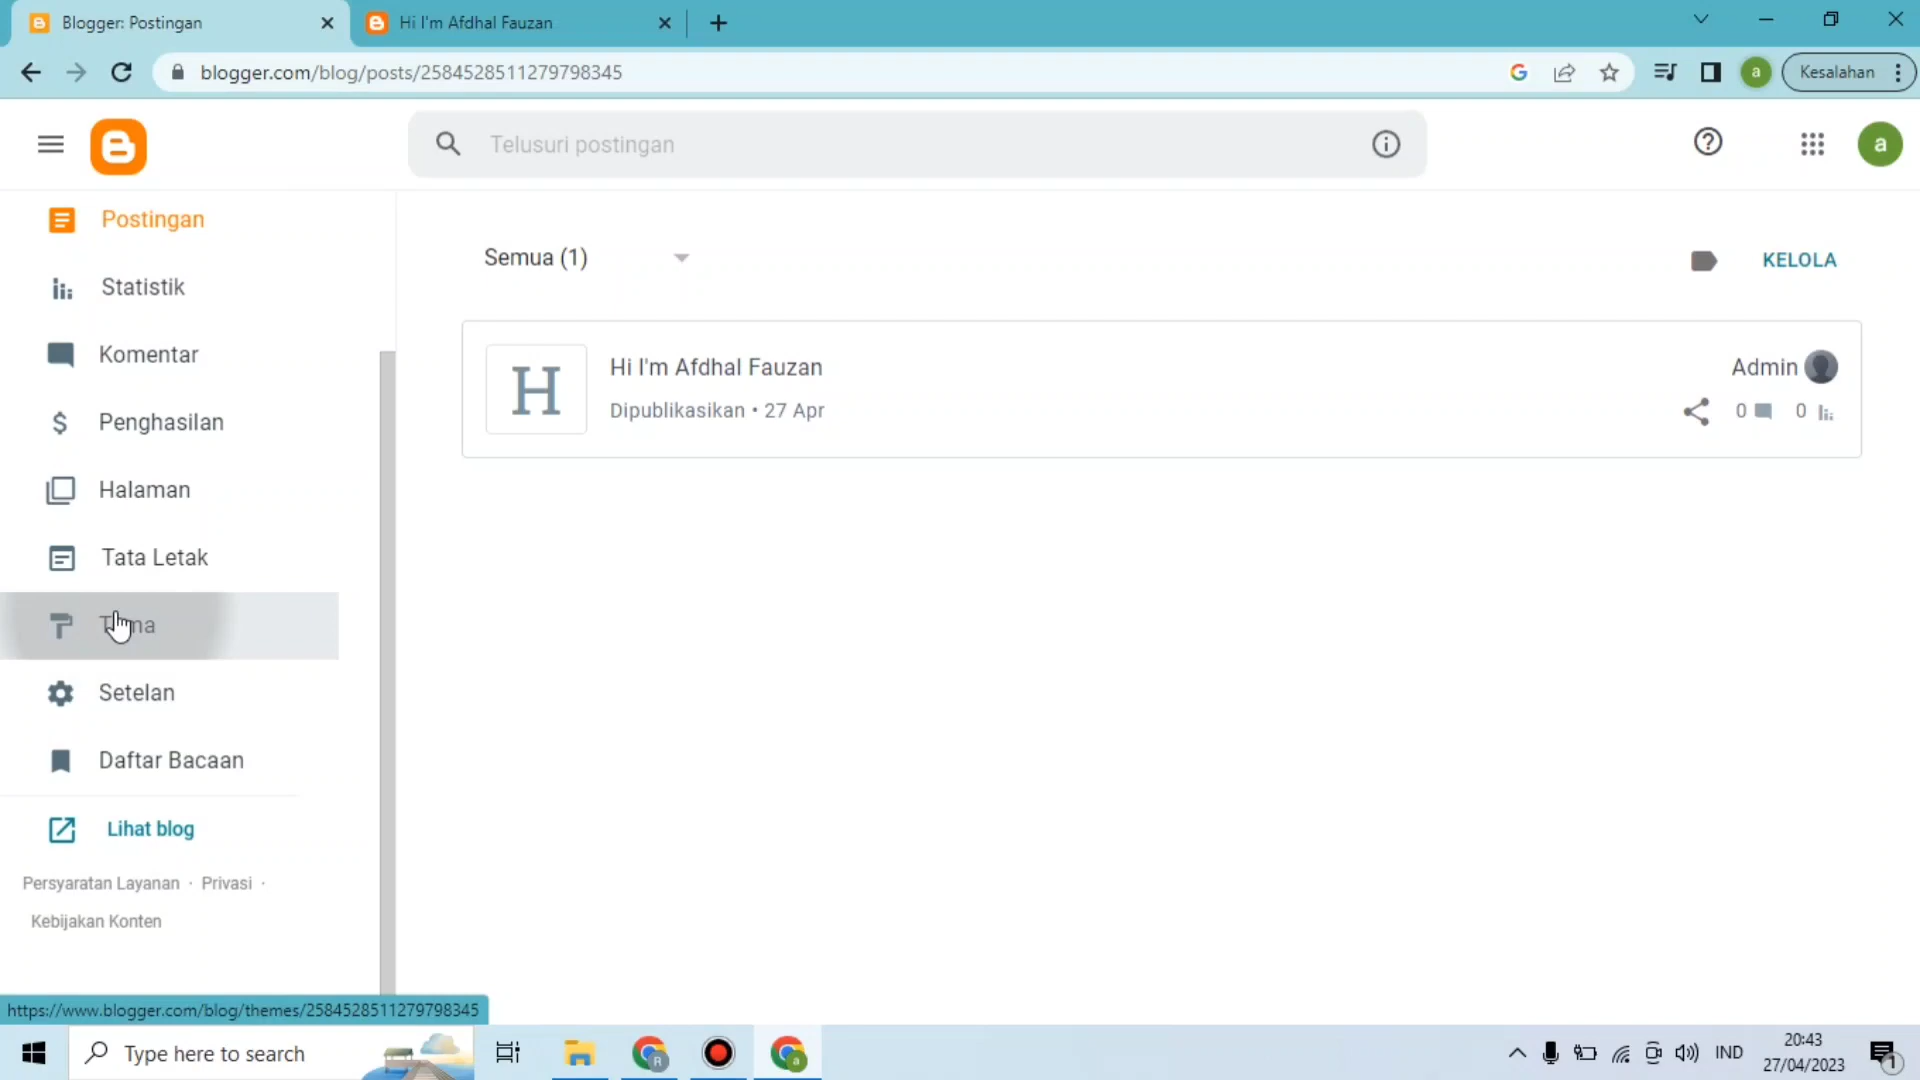 Blogger: Postingan
Hi I'm Afdhal Fauzan
blogger.com/blog/posts/2584528511279798345
a
Kesalahan
Telusuri postingan
a
Postingan
Statistik
Komentar
Penghasilan
Halaman
Tata Letak
Setelan
Daftar Bacaan
Lihat blog
Persyaratan Layanan · Privasi ·
Kebijakan Konten
Semua (1)
KELOLA
H
Hi I'm Afdhal Fauzan
Admin
Dipublikasikan • 27 Apr
0
0
https://www.blogger.com/blog/themes/2584528511279798345
Type here to search
R
a
IND
20:43
27/04/2023
1